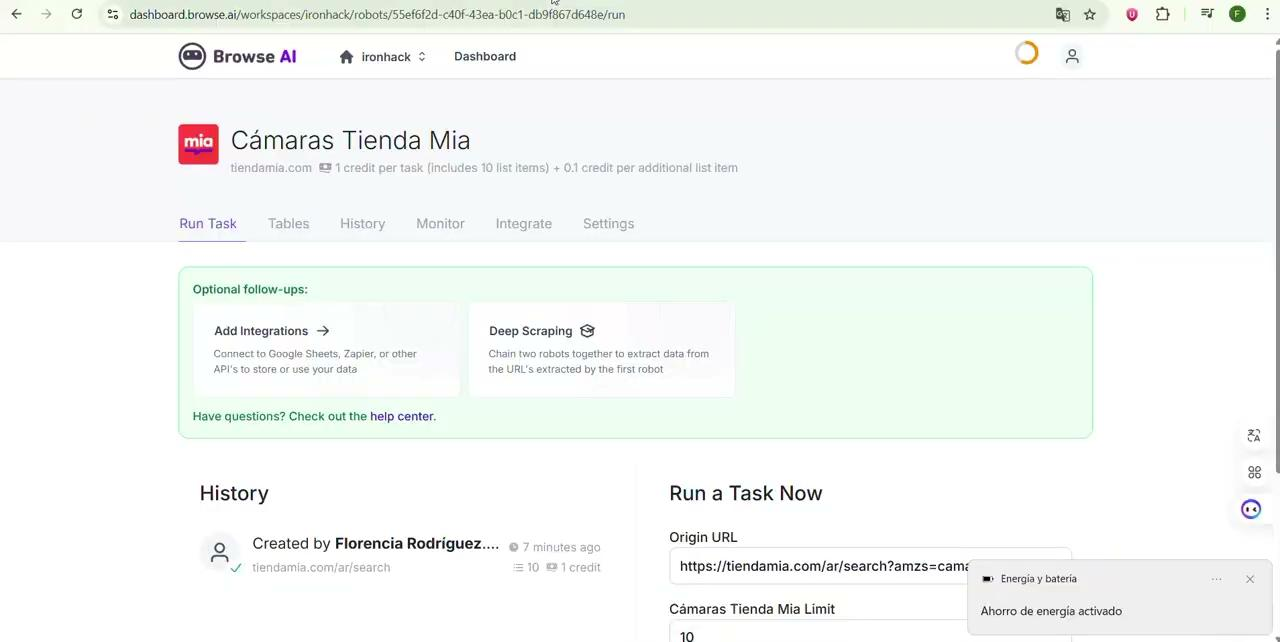 dashboard.browse.ai/workspaces/ironhack/robots/55ef6f2d-c40f-43ea-b0c1-db9f867d648e/run
F
Browse AI
ironhack
Dashboard
mia
Cámaras Tienda Mia
tiendamia.com 1 credit per task (includes 10 list items) + 0.1 credit per additional list item
Run Task
Tables
History
Monitor
Integrate
Settings
Optional follow-ups:
Add Integrations
Connect to Google Sheets, Zapier, or other
API's to store or use your data
Deep Scraping
Chain two robots together to extract data from
the URL's extracted by the first robot
Have questions? Check out the help center.
History
Created by Florencia Rodríguez....
7 minutes ago
tiendamia.com/ar/search
10 1 credit
Run a Task Now
Origin URL
https://tiendamia.com/ar/search?amzs=cama
Cámaras Tienda Mia Limit
10
Energía y batería
Ahorro de energía activado